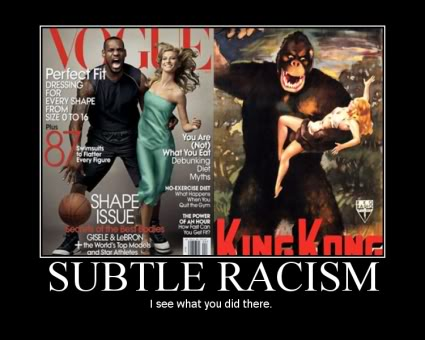 VOGUE
Perfect Fit
DRESSING
FOR
EVERY SHAPE
FROM
SIZE 0 TO 16
Plus
87
Swimsuits
to Flatter
Every Figure
You Are
(Not)
What You Eat
Debunking
Diet
Myths
NO-EXERCISE DIET
What Happens
When You
Quit the Gym
THE POWER
OF AN HOUR
How Fast Can
You Get Fit?
SHAPE
ISSUE
Secrets of the Best Bodies
GISELE & LeBRON
+ the World's Top Models
and Star Athletes
KING KONG
SUBTLE RACISM
I see what you did there.